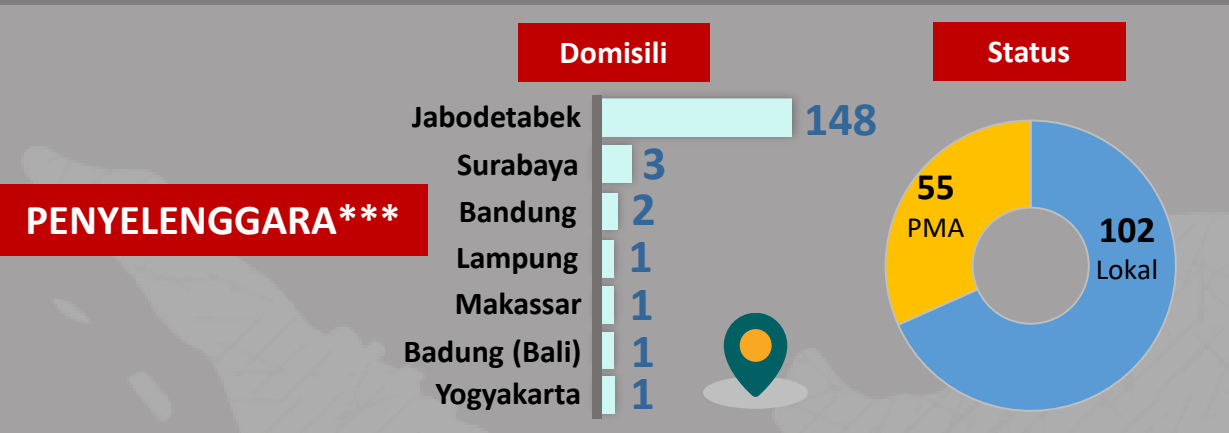 PENYELENGGARA***
Domisili
Jabodetabek 148
Surabaya 3
Bandung 2
Lampung 1
Makassar 1
Badung (Bali) 1
Yogyakarta 1
Status
55
PMA
102
Lokal